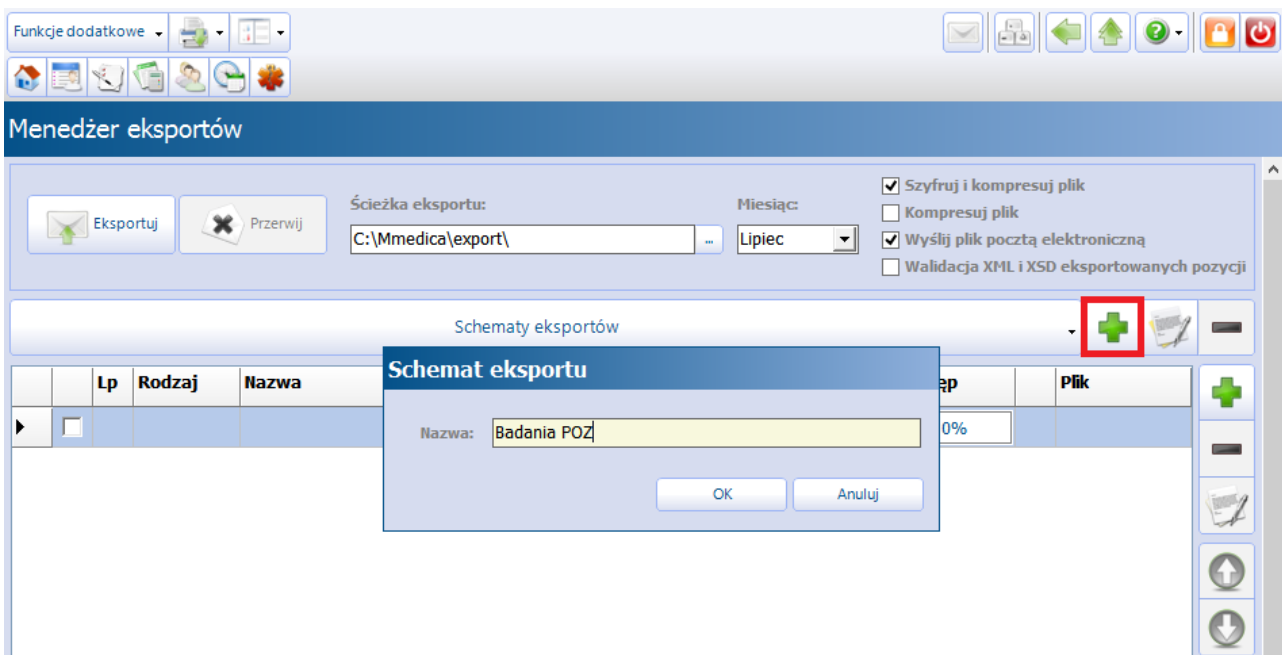 Funkcje dodatkowe
Menedżer eksportów
Eksportuj
Przerwij
Ścieżka eksportu:
C:\Mmedica\export\
...
Miesiąc:
Lipiec
Szyfruj i kompresuj plik
Kompresuj plik
Wyślij plik pocztą elektroniczną
Walidacja XML i XSD eksportowanych pozycji
Schematy eksportów
Schemat eksportu
Nazwa: Badania POZ
OK Anuluj
Lp Rodzaj Nazwa ęp Plik
0%